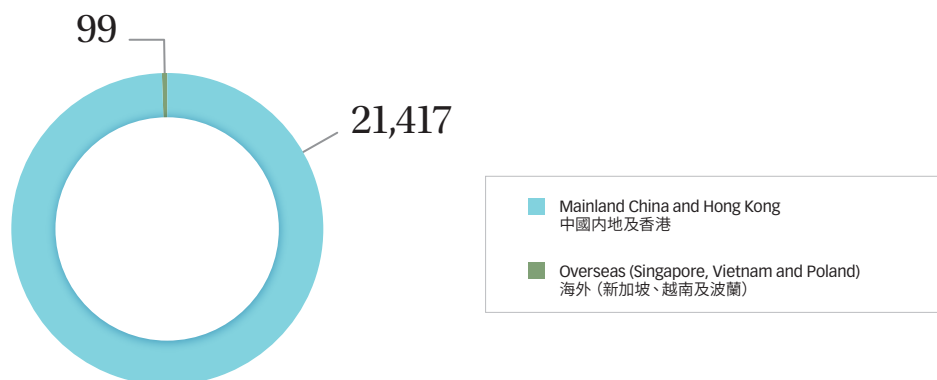 99
21,417
Mainland China and Hong Kong
中國内地及香港
Overseas (Singapore, Vietnam and Poland)
海外（新加坡、越南及波蘭）